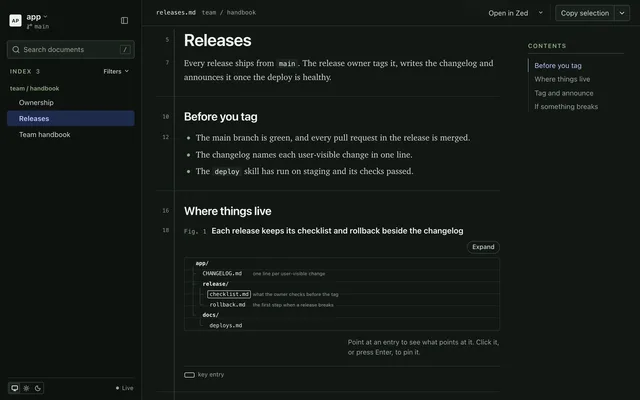 AP app
main
Search documents /
INDEX 3 Filters
team / handbook
Ownership
Releases
Team handbook
Live
releases.md team / handbook
Open in Zed
Copy selection
5 Releases
7 Every release ships from main. The release owner tags it, writes the changelog and
announces it once the deploy is healthy.
10 Before you tag
12 • The main branch is green, and every pull request in the release is merged.
• The changelog names each user-visible change in one line.
• The deploy skill has run on staging and its checks passed.
16 Where things live
18 Fig. 1 Each release keeps its checklist and rollback beside the changelog
Expand
app/
CHANGELOG.md one line per user-visible change
release/
checklist.md what the owner checks before the tag
rollback.md the first step when a release breaks
docs/
deploys.md
Point at an entry to see what points at it. Click it,
or press Enter, to pin it.
key entry
CONTENTS
Before you tag
Where things live
Tag and announce
If something breaks